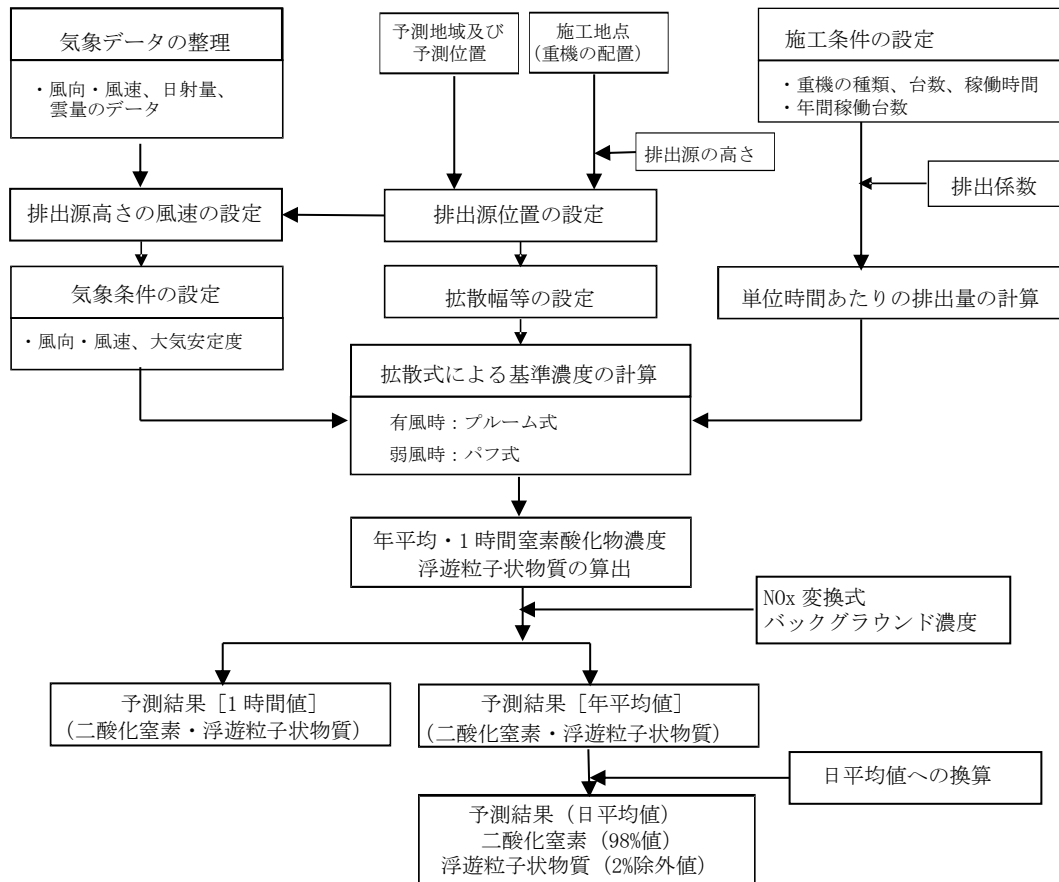 気象データの整理
・風向・風速、日射量、
雲量のデータ
予測地域及び
予測位置
施工地点
(重機の配置)
施工条件の設定
・重機の種類、台数、稼働時間
・年間稼働台数
排出源の高さ
排出係数
排出源高さの風速の設定
排出源位置の設定
気象条件の設定
・風向・風速、大気安定度
拡散幅等の設定
単位時間あたりの排出量の計算
拡散式による基準濃度の計算
有風時：プルーム式
弱風時：パフ式
年平均・1時間窒素酸化物濃度
浮遊粒子状物質の算出
NOx 変換式
バックグラウンド濃度
予測結果［1時間値］
(二酸化窒素・浮遊粒子状物質)
予測結果［年平均値］
(二酸化窒素・浮遊粒子状物質)
日平均値への換算
予測結果（日平均値）
二酸化窒素（98%値）
浮遊粒子状物質（2%除外値）